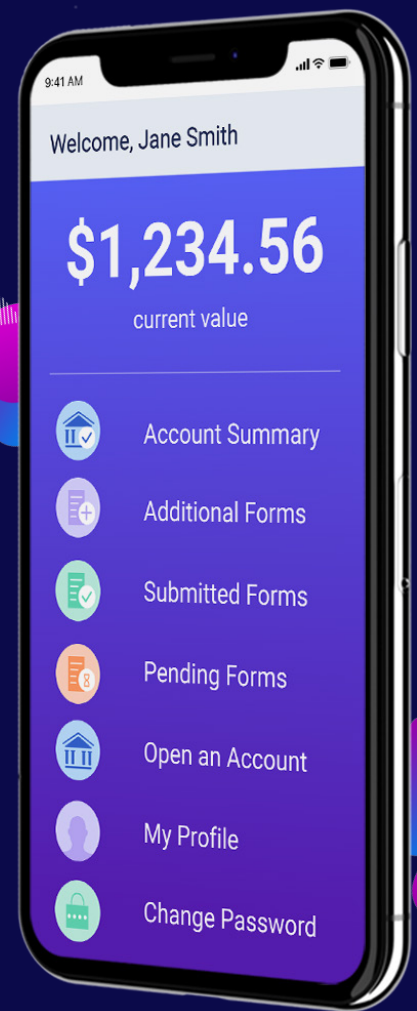 9:41 AM
Welcome, Jane Smith
$1,234.56
current value
Account Summary
Additional Forms
Submitted Forms
8
Pending Forms
Open an Account
My Profile
Change Password